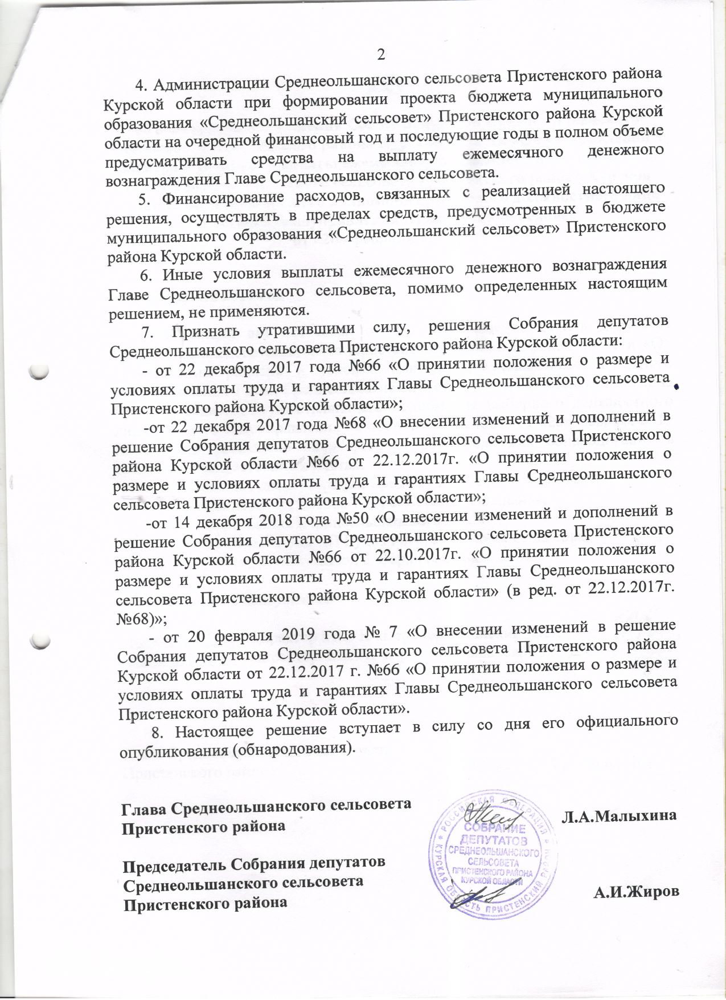 2
4. Администрации Среднеольшанского сельсовета Пристенского района
Курской области при формировании проекта бюджета муниципального
образования «Среднеольшанский сельсовет» Пристенского района Курской
области на очередной финансовый год и последующие годы в полном объеме
предусматривать средства на выплату ежемесячного денежного
вознаграждения Главе Среднеольшанского сельсовета.
5. Финансирование расходов, связанных с реализацией настоящего
решения, осуществлять в пределах средств, предусмотренных в бюджете
муниципального образования «Среднеольшанский сельсовет» Пристенского
района Курской области.
6. Иные условия выплаты ежемесячного денежного вознаграждения
Главе Среднеольшанского сельсовета, помимо определенных настоящим
решением, не применяются.
7. Признать утратившими силу, решения Собрания депутатов
Среднеольшанского сельсовета Пристенского района Курской области:
- от 22 декабря 2017 года №66 «О принятии положения о размере и
условиях оплаты труда и гарантиях Главы Среднеольшанского сельсовета
Пристенского района Курской области»;
-от 22 декабря 2017 года №68 «О внесении изменений и дополнений в
решение Собрания депутатов Среднеольшанского сельсовета Пристенского
района Курской области №66 от 22.12.2017г. «О принятии положения о
размере и условиях оплаты труда и гарантиях Главы Среднеольшанского
сельсовета Пристенского района Курской области»;
-от 14 декабря 2018 года №50 «О внесении изменений и дополнений в
решение Собрания депутатов Среднеольшанского сельсовета Пристенского
района Курской области №66 от 22.10.2017г. «О принятии положения о
размере и условиях оплаты труда и гарантиях Главы Среднеольшанского
сельсовета Пристенского района Курской области» (в ред. от 22.12.2017г.
№68)»;
- от 20 февраля 2019 года № 7 «О внесении изменений в решение
Собрания депутатов Среднеольшанского сельсовета Пристенского района
Курской области от 22.12.2017 г. №66 «О принятии положения о размере и
условиях оплаты труда и гарантиях Главы Среднеольшанского сельсовета
Пристенского района Курской области».
8. Настоящее решение вступает в силу со дня его официального
опубликования (обнародования).
Глава Среднеольшанского сельсовета
Пристенского района
Л.А.Малыхина
Председатель Собрания депутатов
Среднеольшанского сельсовета
Пристенского района
А.И.Жиров
РОССИЙСКАЯ ФЕДЕРАЦИЯ
КУРСКАЯ ОБЛАСТЬ ПРИСТЕНСКИЙ
СОБРАНИЕ
ДЕПУТАТОВ
СРЕДНЕОЛЬШАНСКОГО
СЕЛЬСОВЕТА
ПРИСТЕНСКОГО РАЙОНА
КУРСКОЙ ОБЛАСТИ